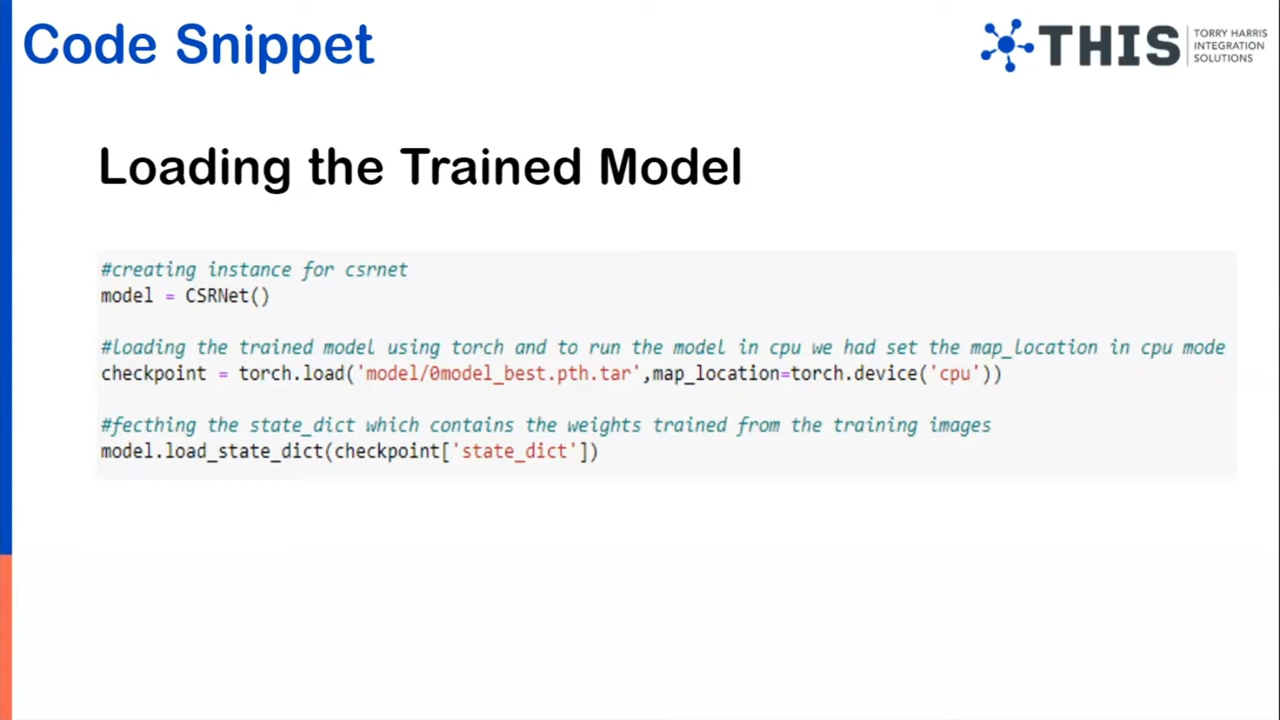 Code Snippet
THIS
TORRY HARRIS
INTEGRATION
SOLUTIONS
Loading the Trained Model
#creating instance for csrnet
model = CSRNet()
#loading the trained model using torch and to run the model in cpu we had set the map_location in cpu mode
checkpoint = torch.load('model/0model_best.pth.tar',map_location=torch.device('cpu'))
#fecthing the state_dict which contains the weights trained from the training images
model.load_state_dict(checkpoint['state_dict'])